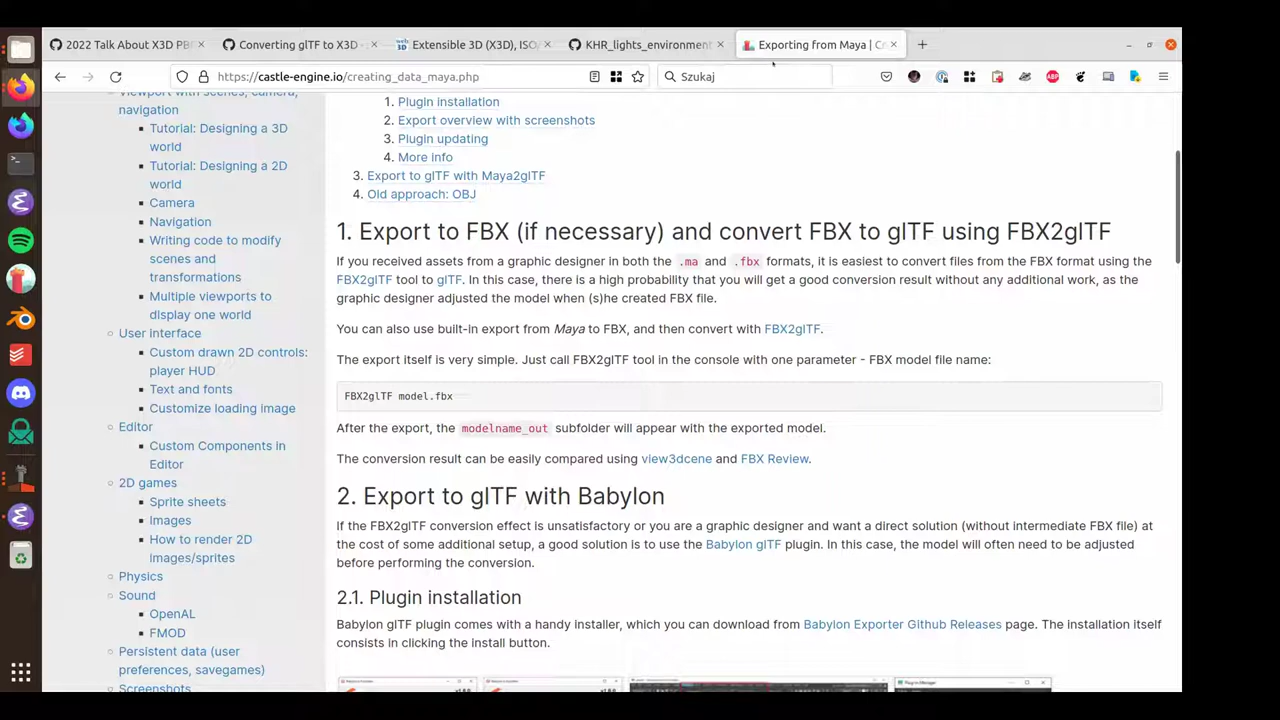 2022 Talk About X3D PBR
Converting glTF to X3D
Extensible 3D (X3D), ISO/
KHR_lights_environment
Exporting from Maya | Cr
https://castle-engine.io/creating_data_maya.php
Szukaj
Viewport with scenes, camera,
navigation
Tutorial: Designing a 3D
world
Tutorial: Designing a 2D
world
Camera
Navigation
Writing code to modify
scenes and
transformations
Multiple viewports to
display one world
User interface
Custom drawn 2D controls:
player HUD
Text and fonts
Customize loading image
Editor
Custom Components in
Editor
2D games
Sprite sheets
Images
How to render 2D
images/sprites
Physics
Sound
OpenAL
FMOD
Persistent data (user
preferences, savegames)
Screenshots
1. Plugin installation
2. Export overview with screenshots
3. Plugin updating
4. More info
3. Export to glTF with Maya2glTF
4. Old approach: OBJ
1. Export to FBX (if necessary) and convert FBX to glTF using FBX2glTF
If you received assets from a graphic designer in both the .ma and .fbx formats, it is easiest to convert files from the FBX format using the
FBX2glTF tool to glTF. In this case, there is a high probability that you will get a good conversion result without any additional work, as the
graphic designer adjusted the model when (s)he created FBX file.
You can also use built-in export from Maya to FBX, and then convert with FBX2glTF.
The export itself is very simple. Just call FBX2glTF tool in the console with one parameter - FBX model file name:
FBX2glTF model.fbx
After the export, the modelname_out subfolder will appear with the exported model.
The conversion result can be easily compared using view3dcene and FBX Review.
2. Export to glTF with Babylon
If the FBX2glTF conversion effect is unsatisfactory or you are a graphic designer and want a direct solution (without intermediate FBX file) at
the cost of some additional setup, a good solution is to use the Babylon glTF plugin. In this case, the model will often need to be adjusted
before performing the conversion.
2.1. Plugin installation
Babylon glTF plugin comes with a handy installer, which you can download from Babylon Exporter Github Releases page. The installation itself
consists in clicking the install button.